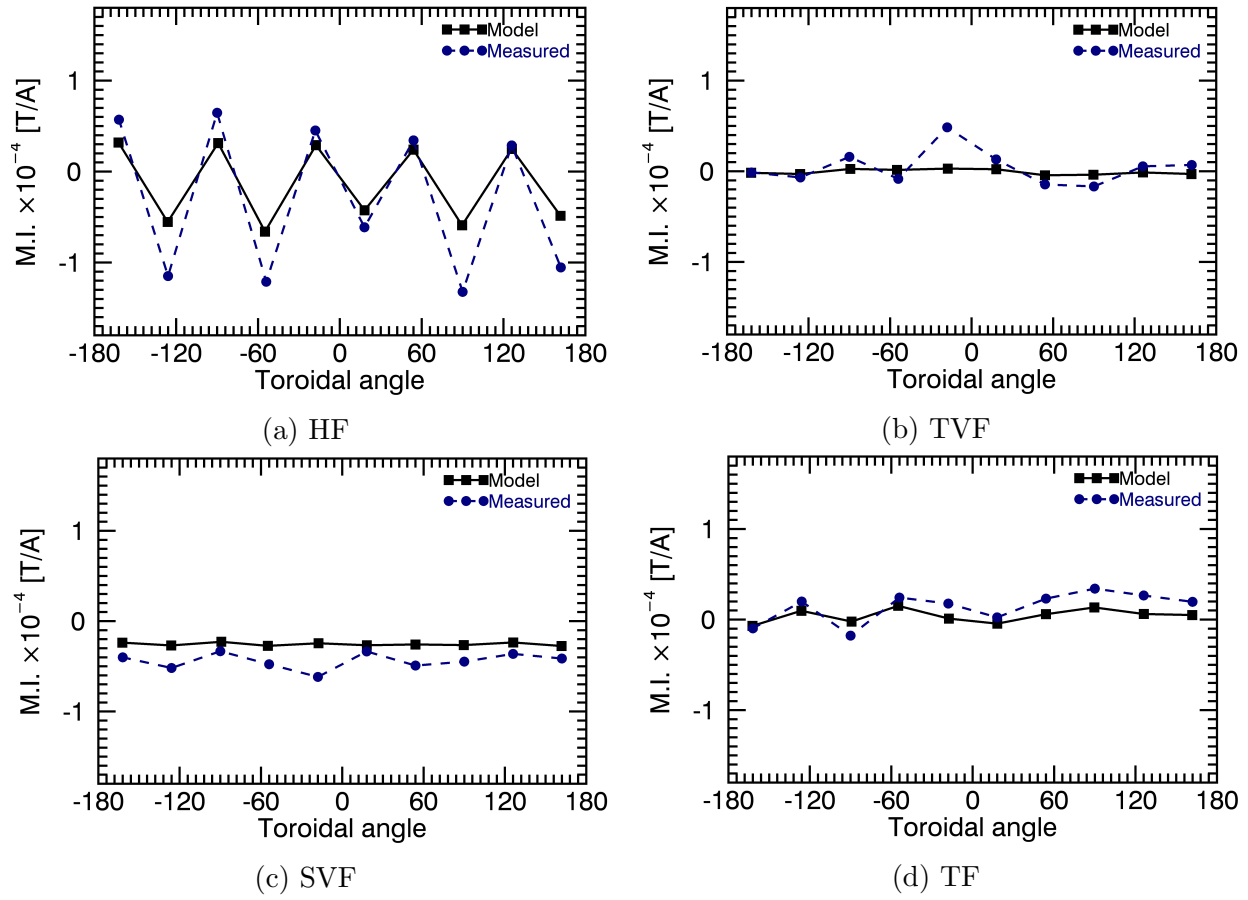 M.I. ×10⁻⁴ [T/A]
1
0
-1
Model
Measured
-180 -120 -60 0 60 120 180
Toroidal angle
(a) HF
M.I. ×10⁻⁴ [T/A]
1
0
-1
Model
Measured
-180 -120 -60 0 60 120 180
Toroidal angle
(b) TVF
M.I. ×10⁻⁴ [T/A]
1
0
-1
Model
Measured
-180 -120 -60 0 60 120 180
Toroidal angle
(c) SVF
M.I. ×10⁻⁴ [T/A]
1
0
-1
Model
Measured
-180 -120 -60 0 60 120 180
Toroidal angle
(d) TF